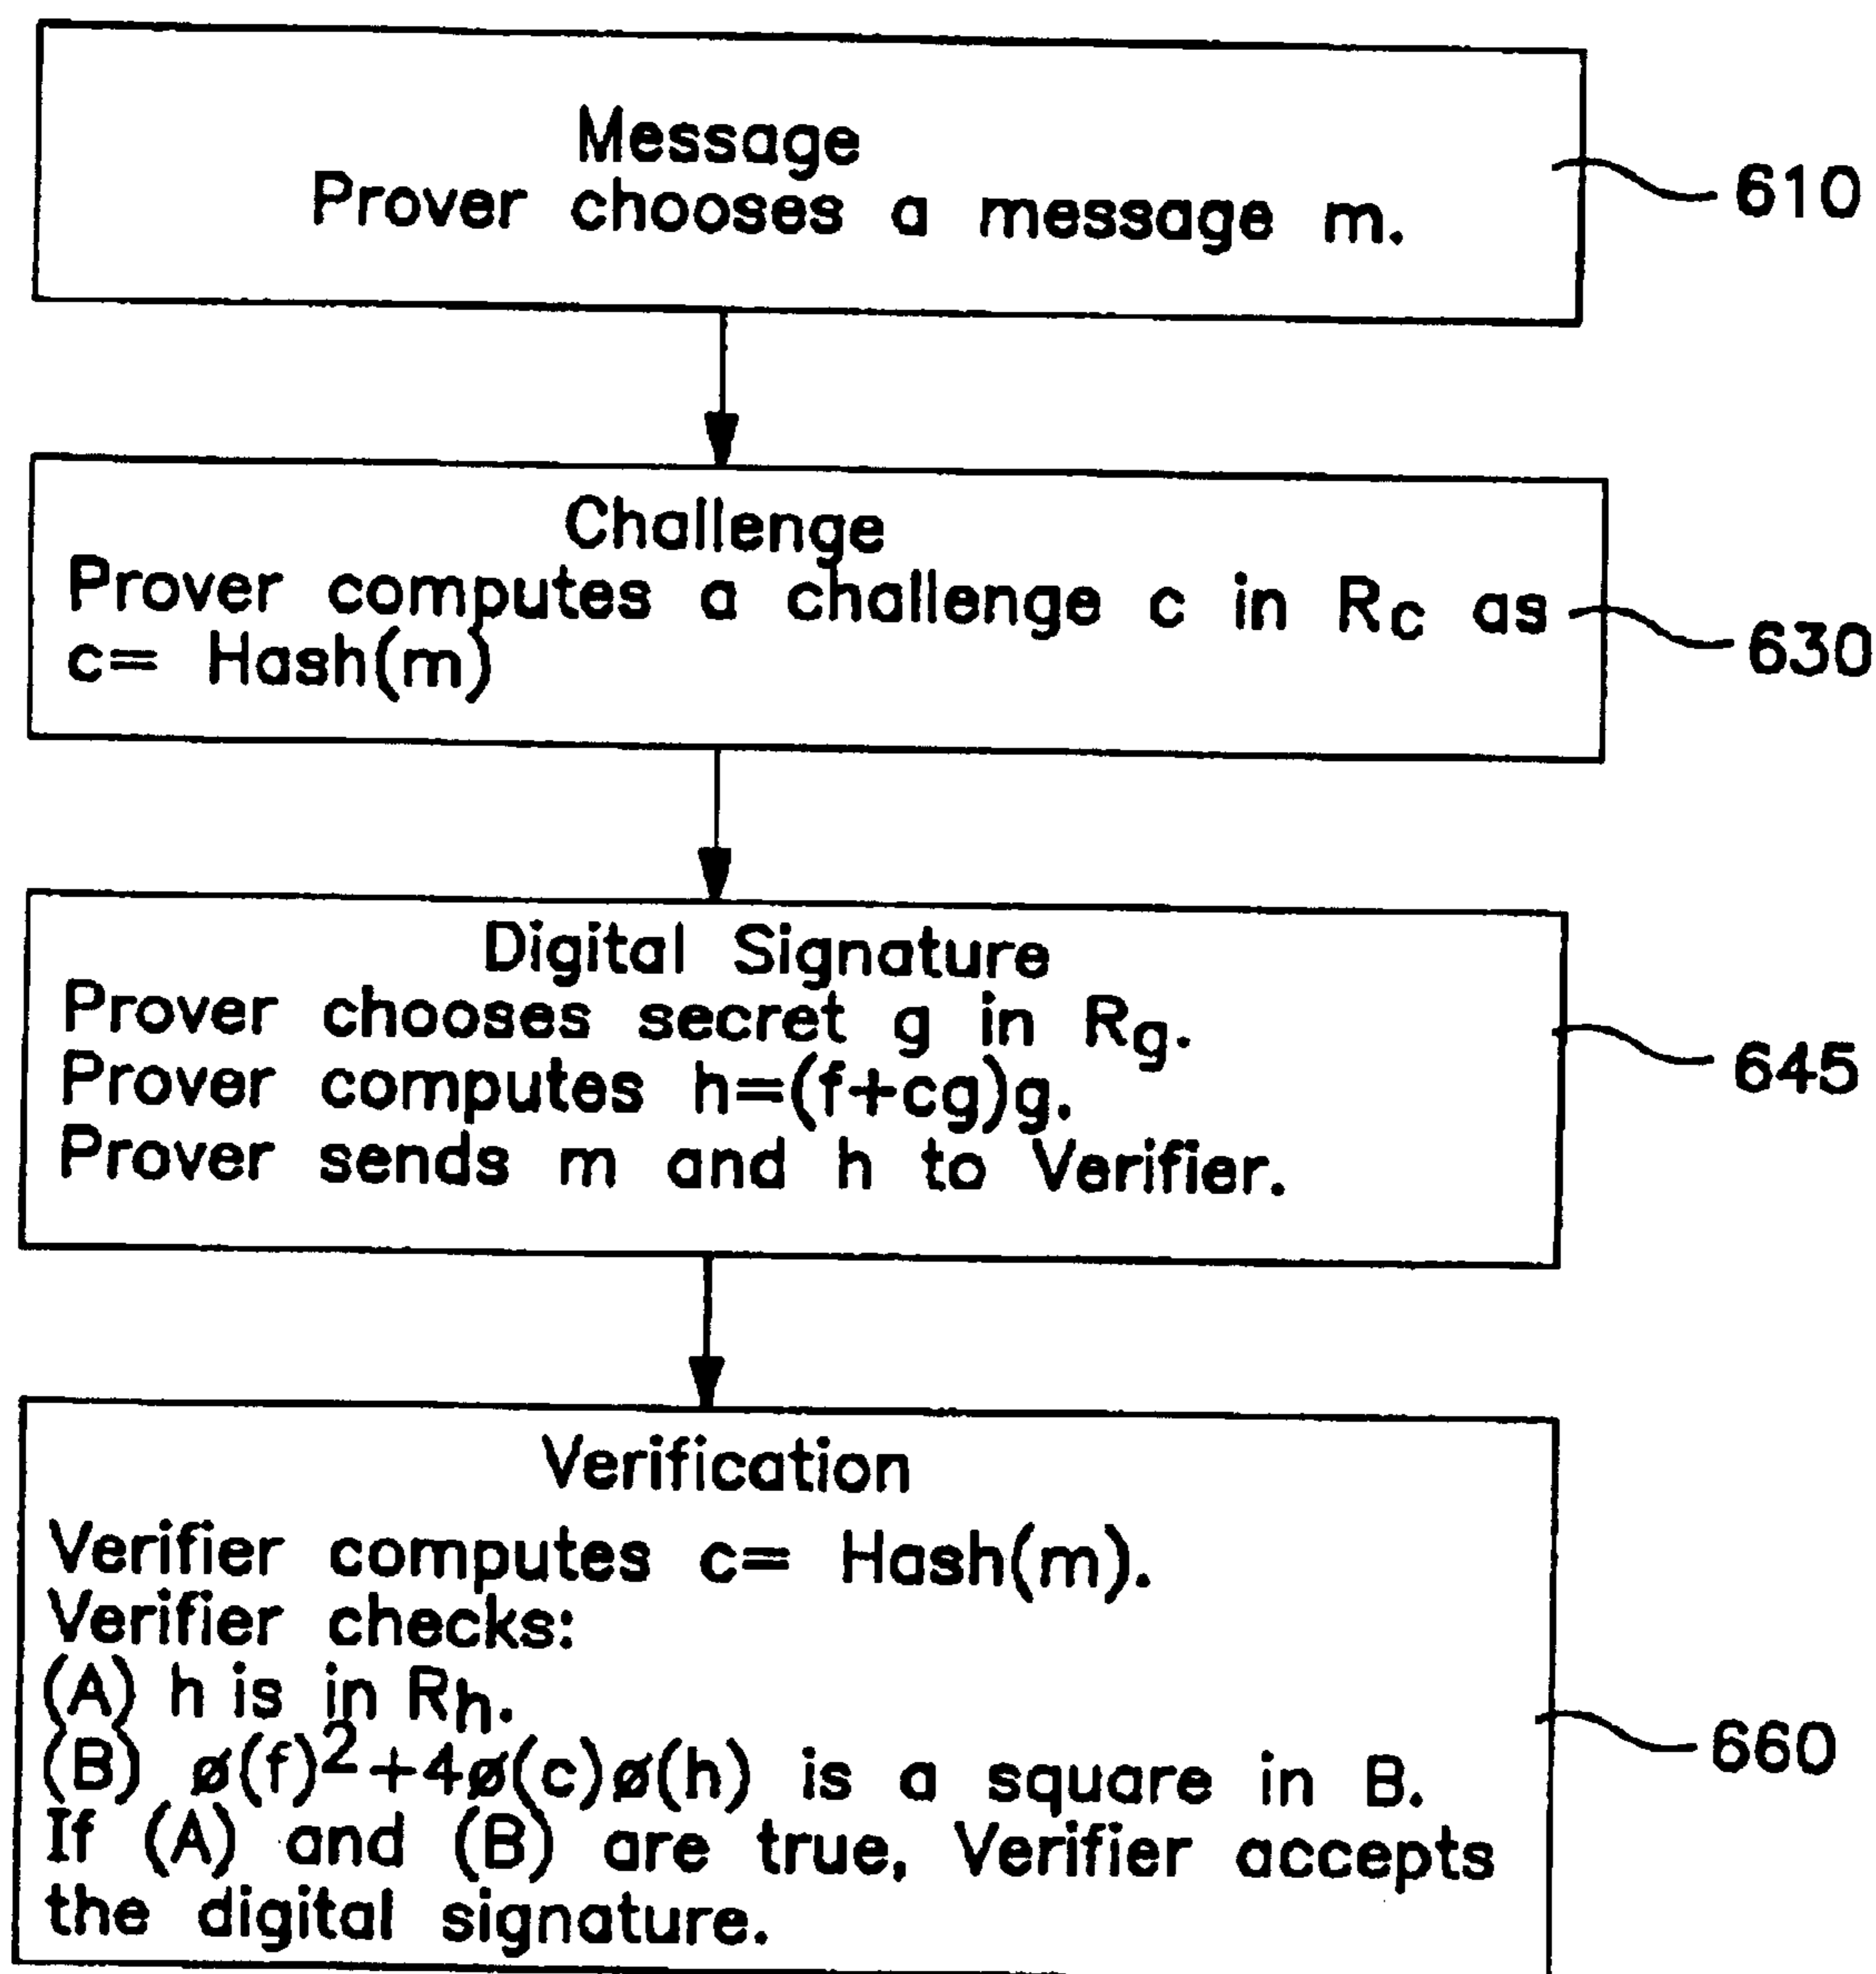 Message
Prover chooses a message m.
610
Challenge
Prover computes a challenge c in Rc as
c= Hash(m)
630
Digital Signature
Prover chooses secret g in Rg.
Prover computes h=(f+cg)g.
Prover sends m and h to Verifier.
645
Verification
Verifier computes c= Hash(m).
Verifier checks:
(A) h is in Rh.
(B) ø(f)²+4ø(c)ø(h) is a square in B.
If (A) and (B) are true, Verifier accepts
the digital signature.
660